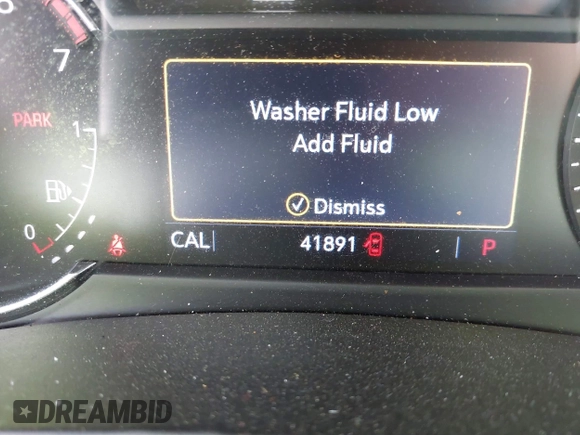 7
Washer Fluid Low
Add Fluid
PARK
1
Dismiss
0
CAL 41891 P
DREAMBID